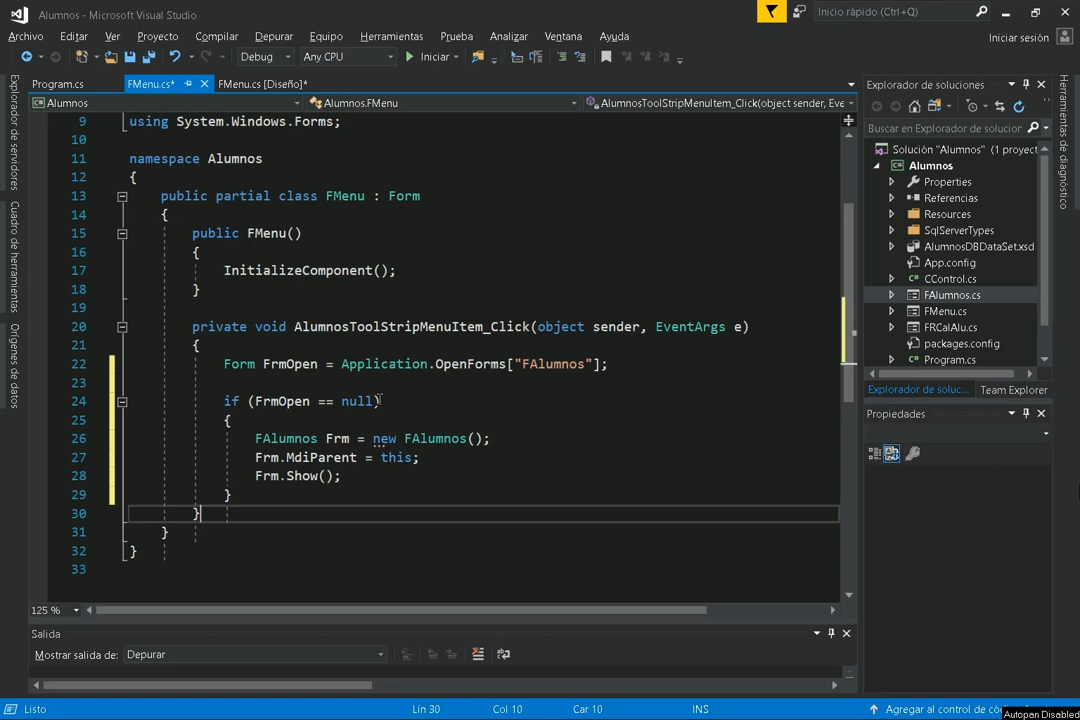 Alumnos - Microsoft Visual Studio
Inicio rápido (Ctrl+Q)
Archivo Editar Ver Proyecto Compilar Depurar Equipo Herramientas Prueba Analizar Ventana Ayuda
Iniciar sesión
Debug Any CPU Iniciar
Program.cs FMenu.cs* FMenu.cs [Diseño]*
Alumnos Alumnos.FMenu AlumnosToolStripMenuItem_Click(object sender, Eve
Explorador de servidores
Cuadro de herramientas
Orígenes de datos
9 using System.Windows.Forms;
10
11 namespace Alumnos
12 {
13 public partial class FMenu : Form
14 {
15 public FMenu()
16 {
17 InitializeComponent();
18 }
19
20 private void AlumnosToolStripMenuItem_Click(object sender, EventArgs e)
21 {
22 Form FrmOpen = Application.OpenForms["FAlumnos"];
23
24 if (FrmOpen == null)
25 {
26 FAlumnos Frm = new FAlumnos();
27 Frm.MdiParent = this;
28 Frm.Show();
29 }
30 }
31 }
32 }
33
125 %
Salida
Mostrar salida de: Depurar
Explorador de soluciones
Buscar en Explorador de solucion
Solución "Alumnos" (1 proyect
Alumnos
Properties
Referencias
Resources
SqlServerTypes
AlumnosDBDataSet.xsd
App.config
CControl.cs
FAlumnos.cs
FMenu.cs
FRCalAlu.cs
packages.config
Program.cs
Explorador de soluc... Team Explorer
Propiedades
Herramientas de diagnóstico
Listo Lín 30 Col 10 Car 10 INS Agregar al control de có
Autopan Disabled